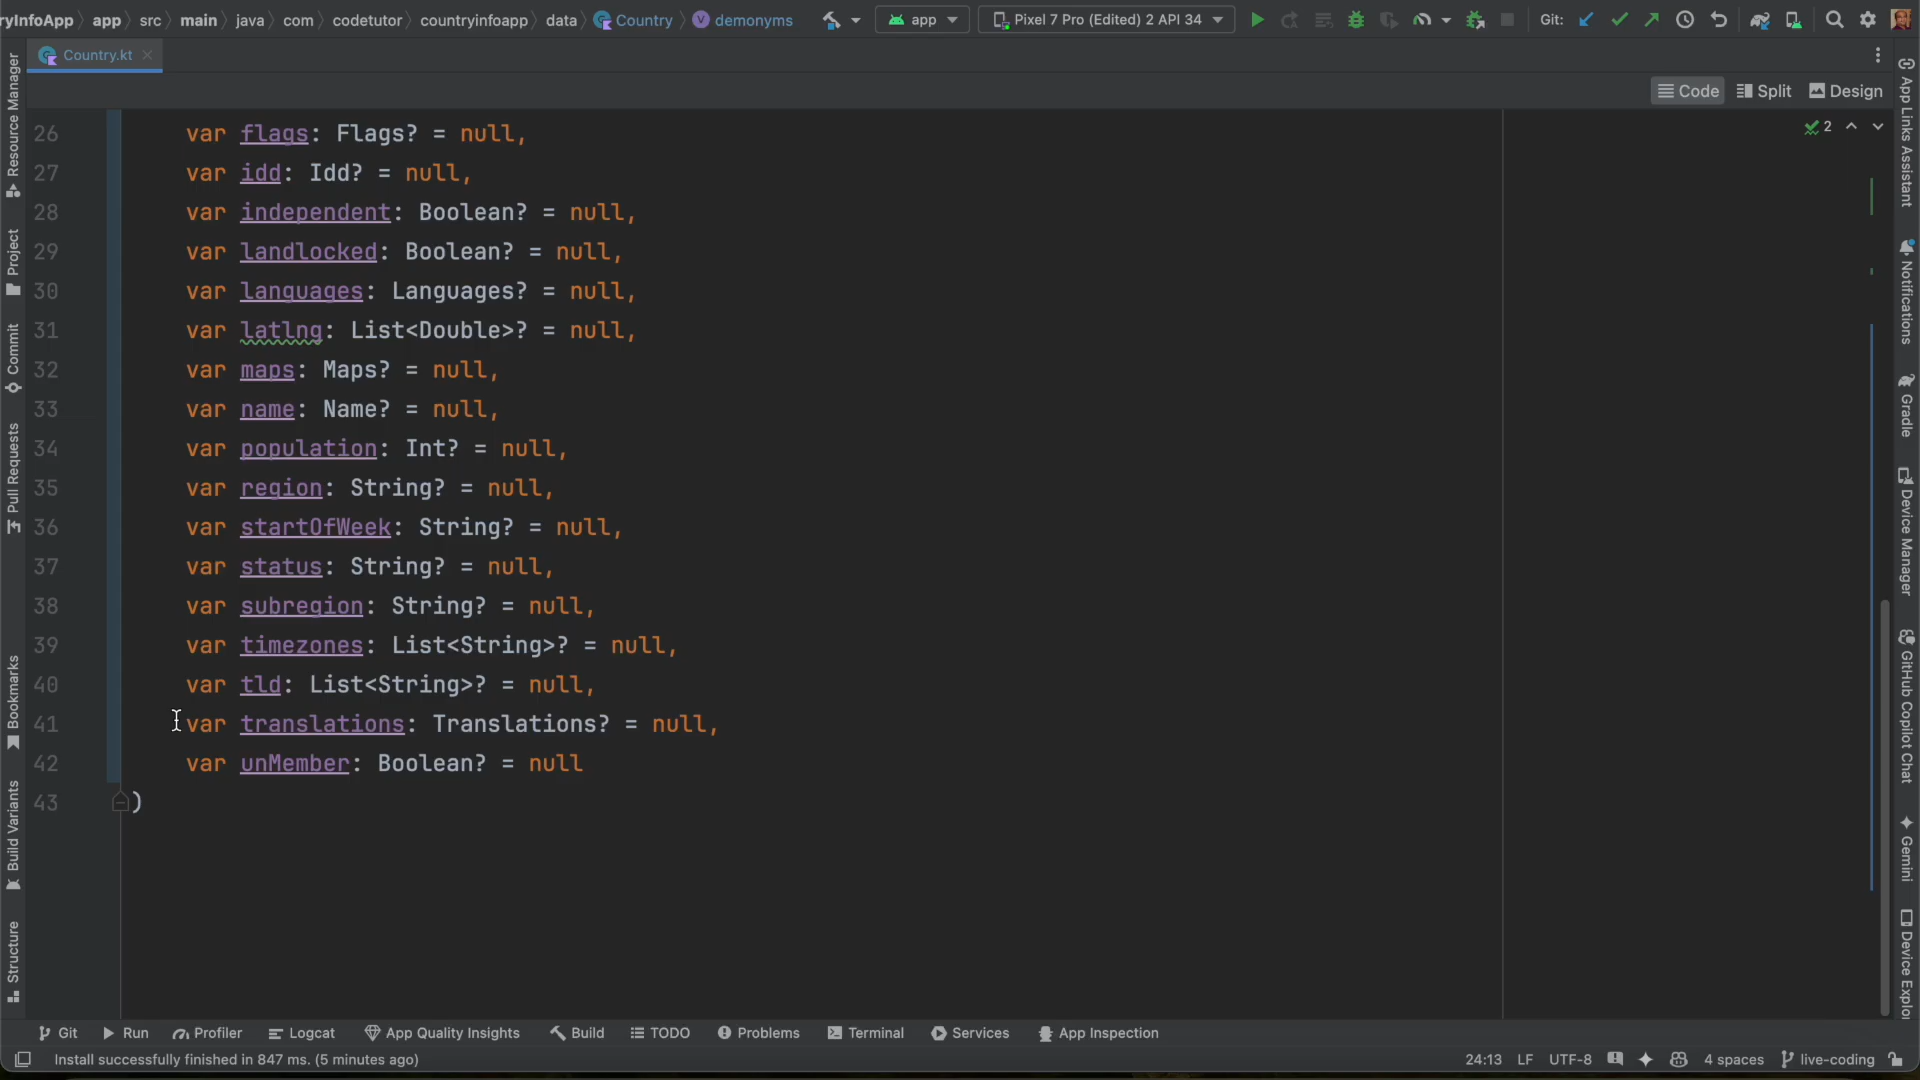 ryInfoApp app src main java com codetutor countryinfoapp data Country demonyms app Pixel 7 Pro (Edited) 2 API 34 Git:
Country.kt
Code Split Design
2
26 var flags: Flags? = null,
27 var idd: Idd? = null,
28 var independent: Boolean? = null,
29 var landlocked: Boolean? = null,
30 var languages: Languages? = null,
31 var latlng: List<Double>? = null,
32 var maps: Maps? = null,
33 var name: Name? = null,
34 var population: Int? = null,
35 var region: String? = null,
36 var startOfWeek: String? = null,
37 var status: String? = null,
38 var subregion: String? = null,
39 var timezones: List<String>? = null,
40 var tld: List<String>? = null,
41 var translations: Translations? = null,
42 var unMember: Boolean? = null
43 )
Resource Manager
Project
Commit
Pull Requests
Bookmarks
Build Variants
Structure
App Links Assistant
Notifications
Gradle
Device Manager
GitHub Copilot Chat
Gemini
Device Explo
Git Run Profiler Logcat App Quality Insights Build TODO Problems Terminal Services App Inspection
Install successfully finished in 847 ms. (5 minutes ago) 24:13 LF UTF-8 4 spaces live-coding